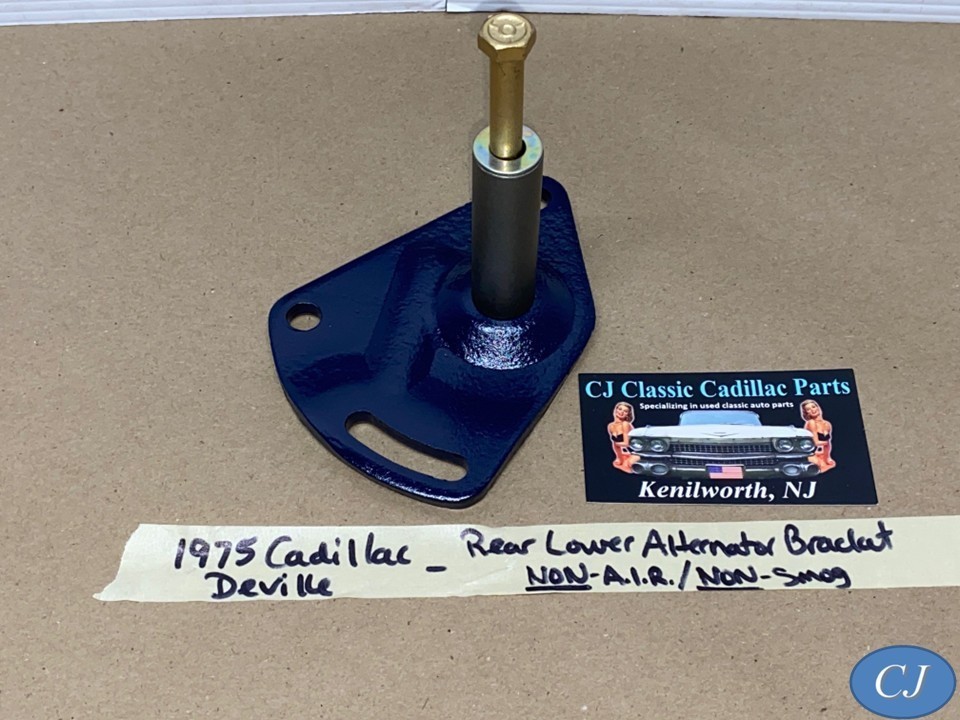 CJ Classic Cadillac Parts
Specializing in used classic auto parts
Kenilworth, NJ
1975 Cadillac Deville - Rear Lower Alternator Bracket
NON-A.I.R./NON-Smog
CJ